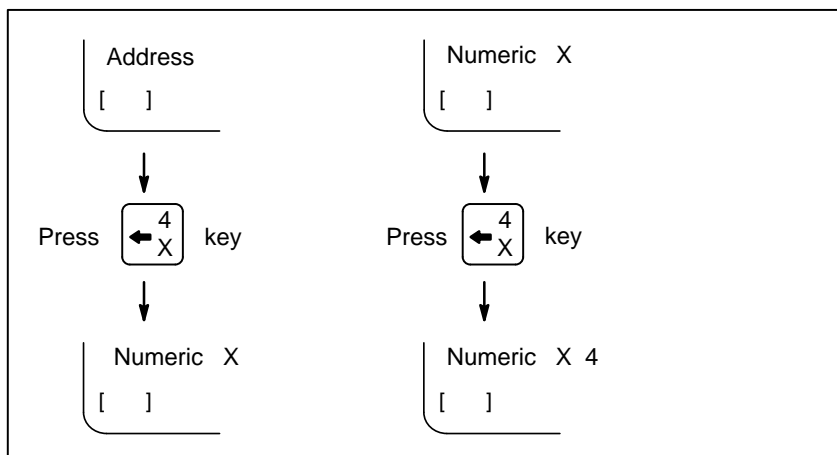 Address
[ ]
Press 4 X key
Numeric X
[ ]
Numeric X
[ ]
Press 4 X key
Numeric X 4
[ ]